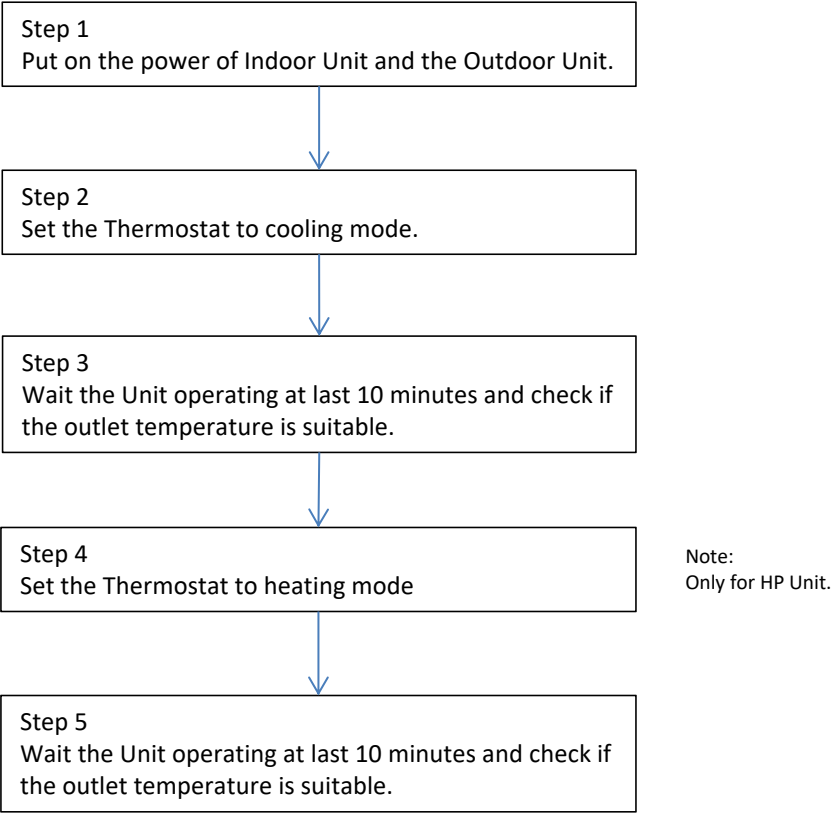 Step 1
Put on the power of Indoor Unit and the Outdoor Unit.
Step 2
Set the Thermostat to cooling mode.
Step 3
Wait the Unit operating at last 10 minutes and check if
the outlet temperature is suitable.
Step 4
Set the Thermostat to heating mode
Note:
Only for HP Unit.
Step 5
Wait the Unit operating at last 10 minutes and check if
the outlet temperature is suitable.